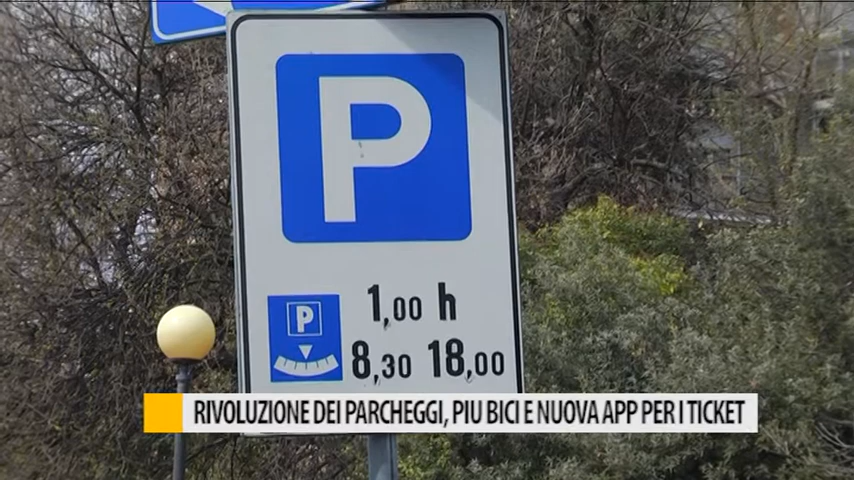 P
P
1,00 h
8,30 18,00
RIVOLUZIONE DEI PARCHEGGI, PIU BICI E NUOVA APP PER I TICKET